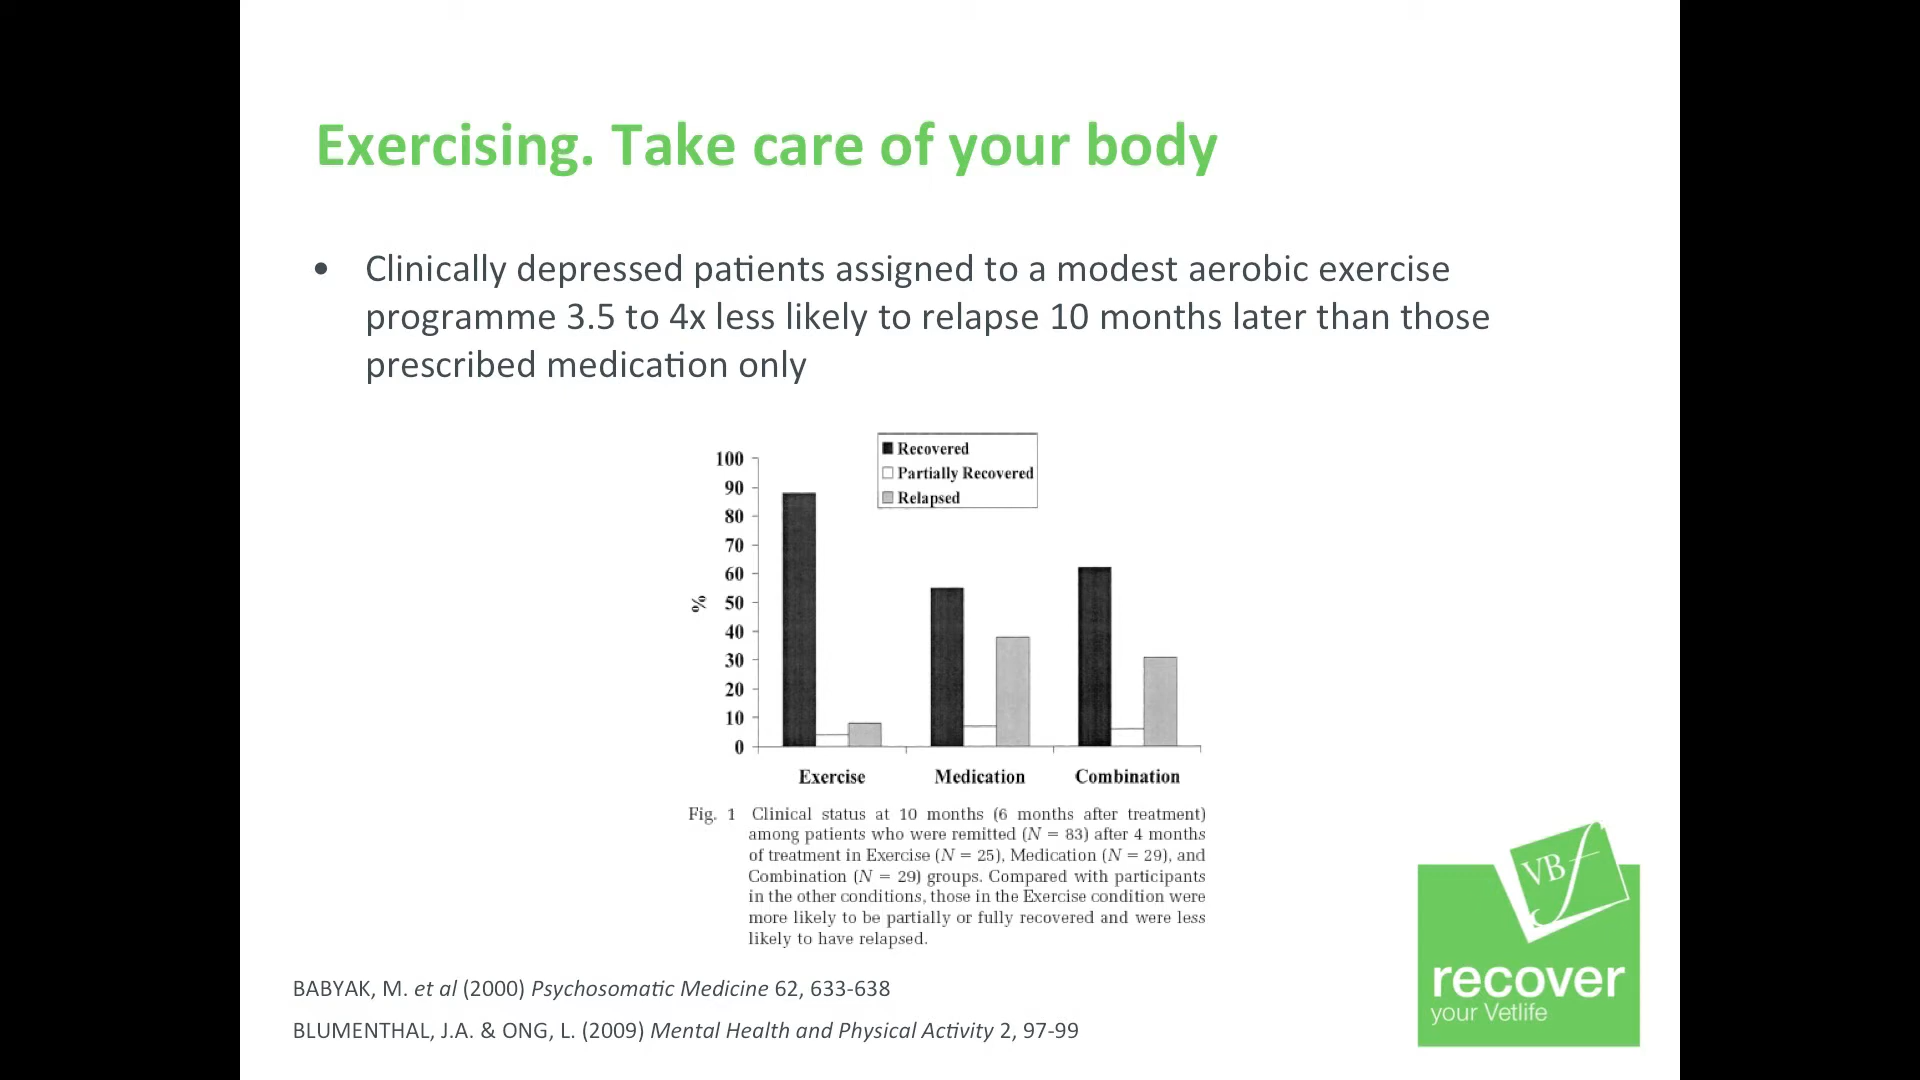 Exercising. Take care of your body
• Clinically depressed patients assigned to a modest aerobic exercise
programme 3.5 to 4x less likely to relapse 10 months later than those
prescribed medication only
Recovered
Partially Recovered
Relapsed
100
90
80
70
60
50
40
30
20
10
0
%
Exercise Medication Combination
Fig. 1 Clinical status at 10 months (6 months after treatment)
among patients who were remitted (N = 83) after 4 months
of treatment in Exercise (N = 25), Medication (N = 29), and
Combination (N = 29) groups. Compared with participants
in the other conditions, those in the Exercise condition were
more likely to be partially or fully recovered and were less
likely to have relapsed.
BABYAK, M. et al (2000) Psychosomatic Medicine 62, 633-638
BLUMENTHAL, J.A. & ONG, L. (2009) Mental Health and Physical Activity 2, 97-99
VBf
recover
your Vetlife